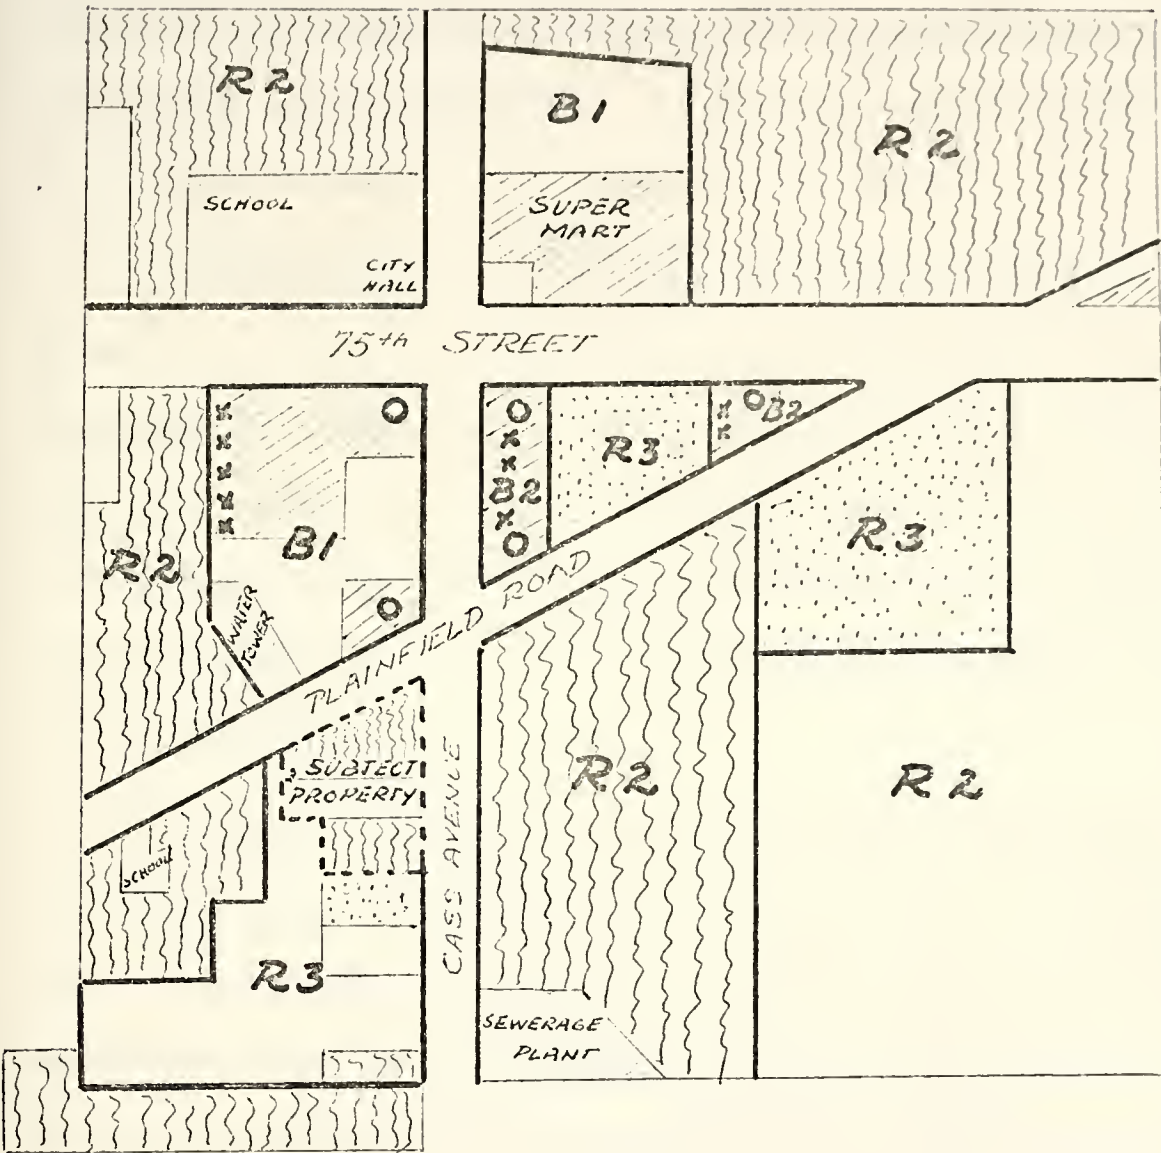 R2
B1
R2
SCHOOL
SUPER
MART
CITY
HALL
75th STREET
B2
R3
B2
R3
R2
B1
WATER
TOWER
PLAINFIELD ROAD
SUBTECT
PROPERTY
R2
R2
CASS AVENUE
SCHOOL
R3
SEWERAGE
PLANT